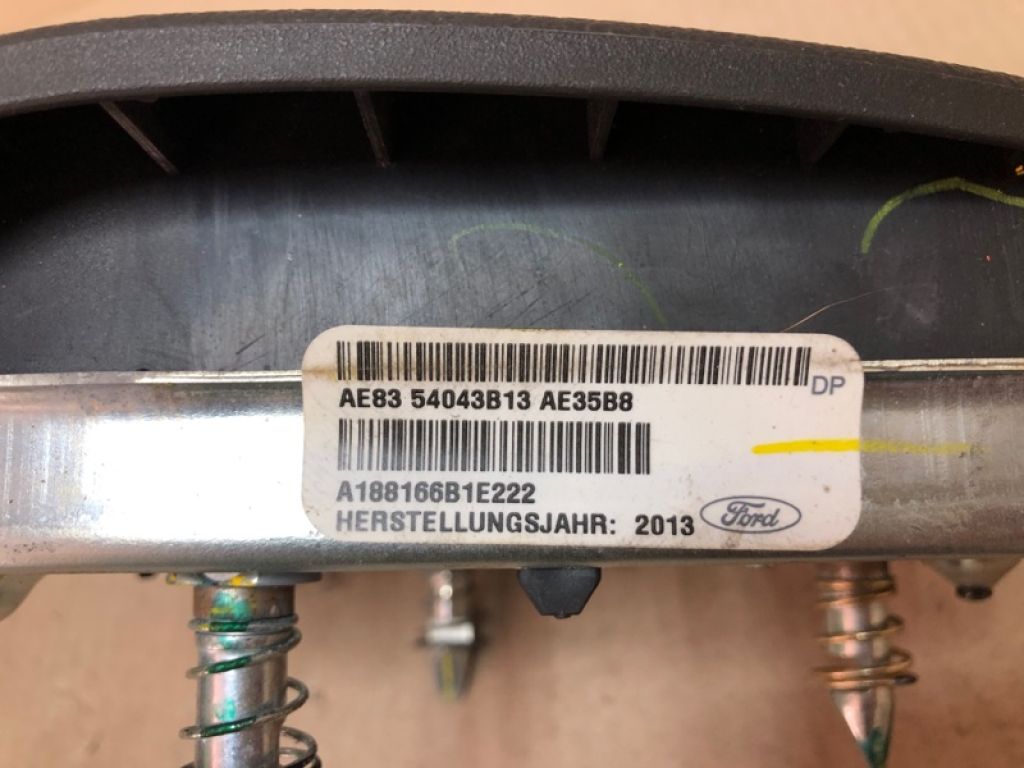 DP
AE83 54043B13 AE35B8
A188166B1E222
HERSTELLUNGSJAHR: 2013
Ford